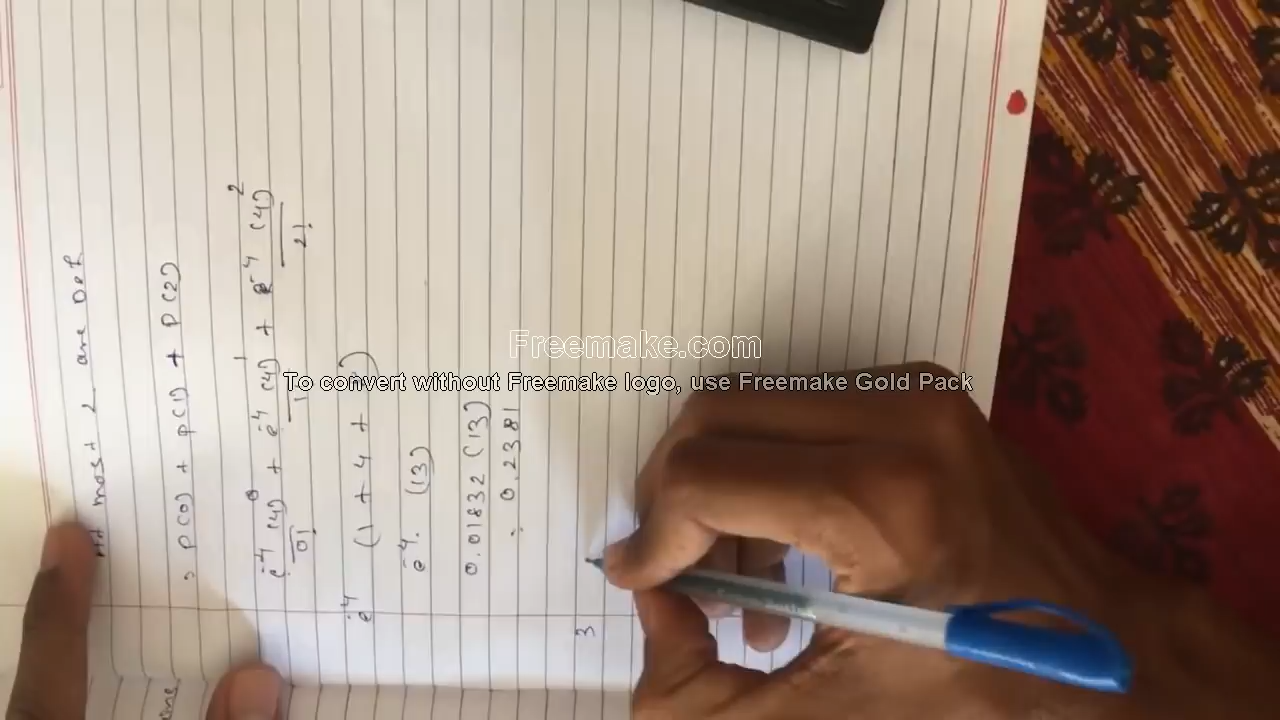 At most 2 are Def
, P(0) + P(1) + P(2)
e^-4 (4)^0 / 0! + e^-4 (4)^1 / 1 + e^-4 (4)^2 / 2!
e^-4 (1 + 4 + )
e^-4. (13)
0.01832 (13)
: 0.2381
3
Freemake.com
To convert without Freemake logo, use Freemake Gold Pack